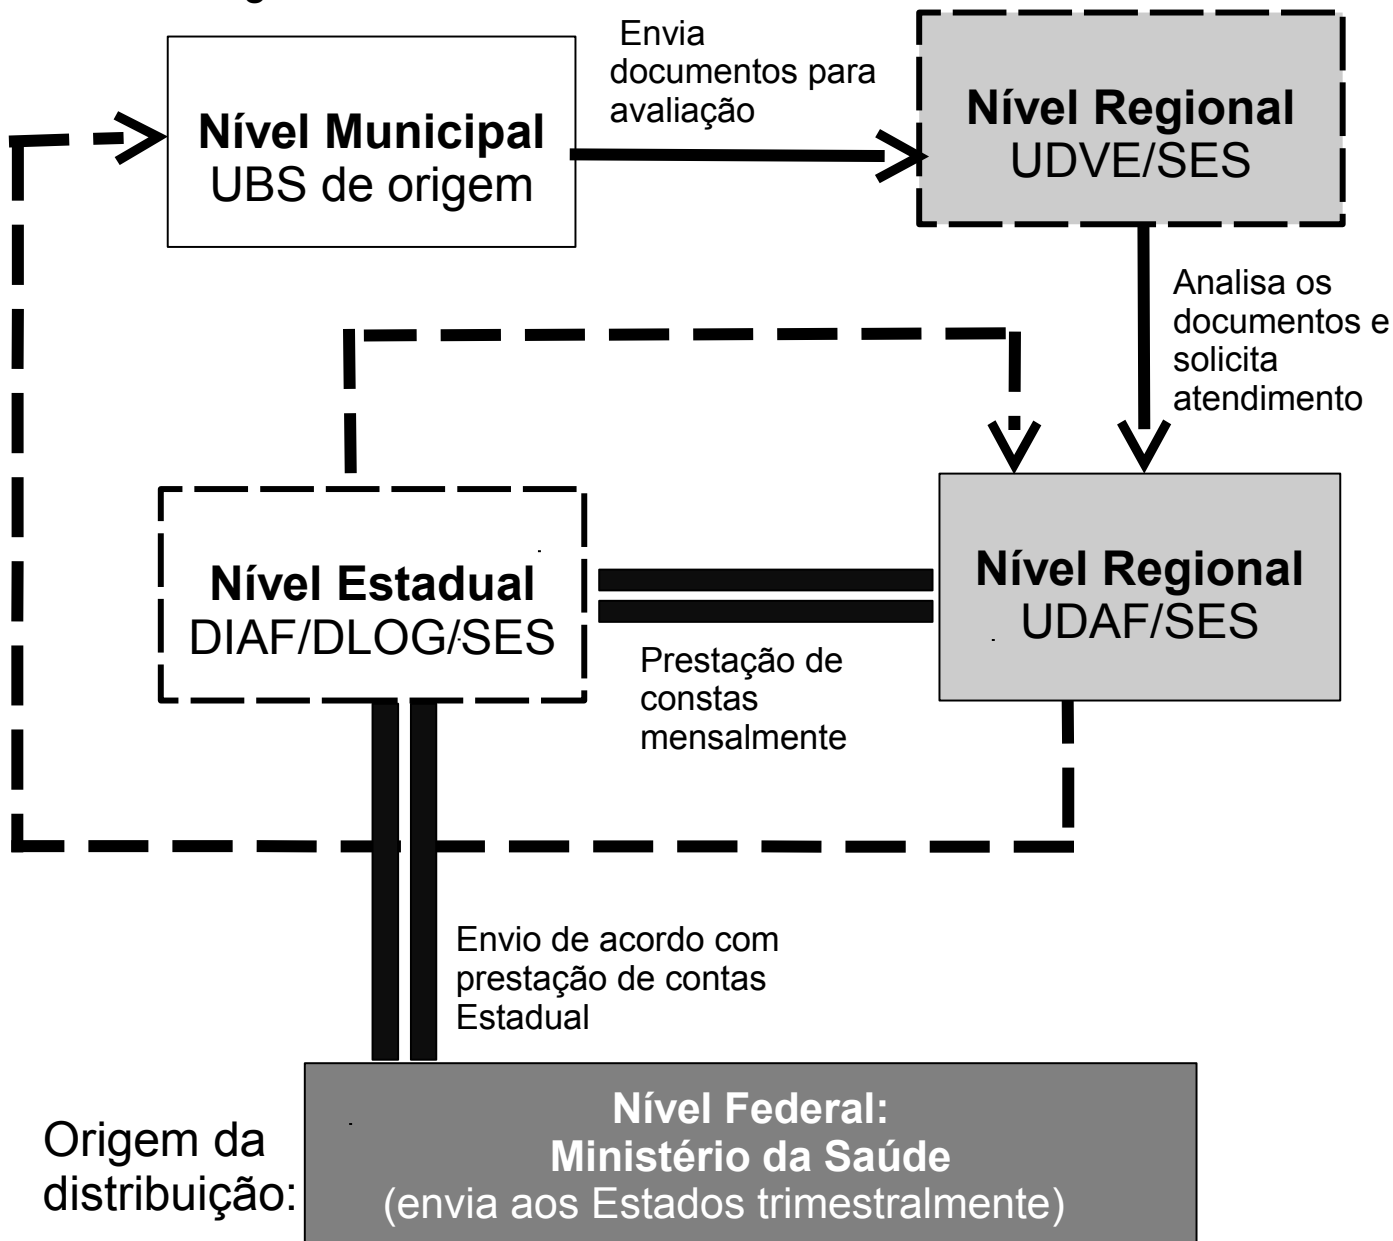 Envia
documentos para
avaliação
Nível Municipal
UBS de origem
Nível Regional
UDVE/SES
Analisa os
documentos e
solicita
atendimento
Nível Estadual
DIAF/DLOG/SES
Nível Regional
UDAF/SES
Prestação de
constas
mensalmente
Envio de acordo com
prestação de contas
Estadual
Origem da
distribuição:
Nível Federal:
Ministério da Saúde
(envia aos Estados trimestralmente)